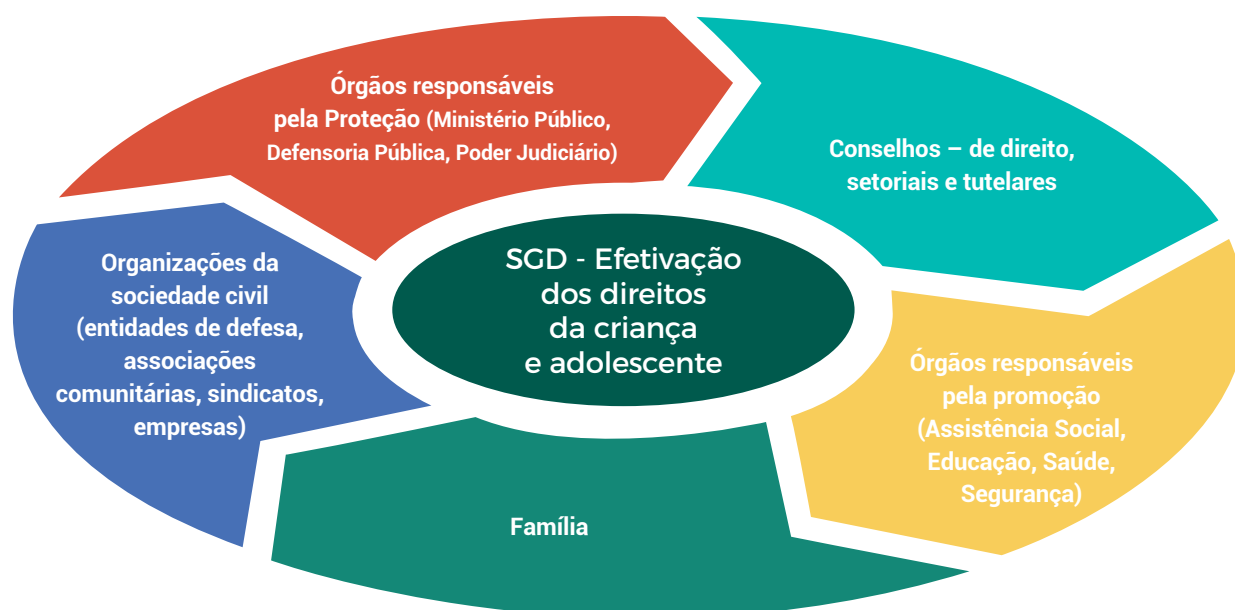 Órgãos responsáveis
pela Proteção (Ministério Público,
Defensoria Pública, Poder Judiciário)
Conselhos – de direito,
setoriais e tutelares
Organizações da
sociedade civil
(entidades de defesa,
associações
comunitárias, sindicatos,
empresas)
SGD - Efetivação
dos direitos
da criança
e adolescente
Órgãos responsáveis
pela promoção
(Assistência Social,
Educação, Saúde,
Segurança)
Família